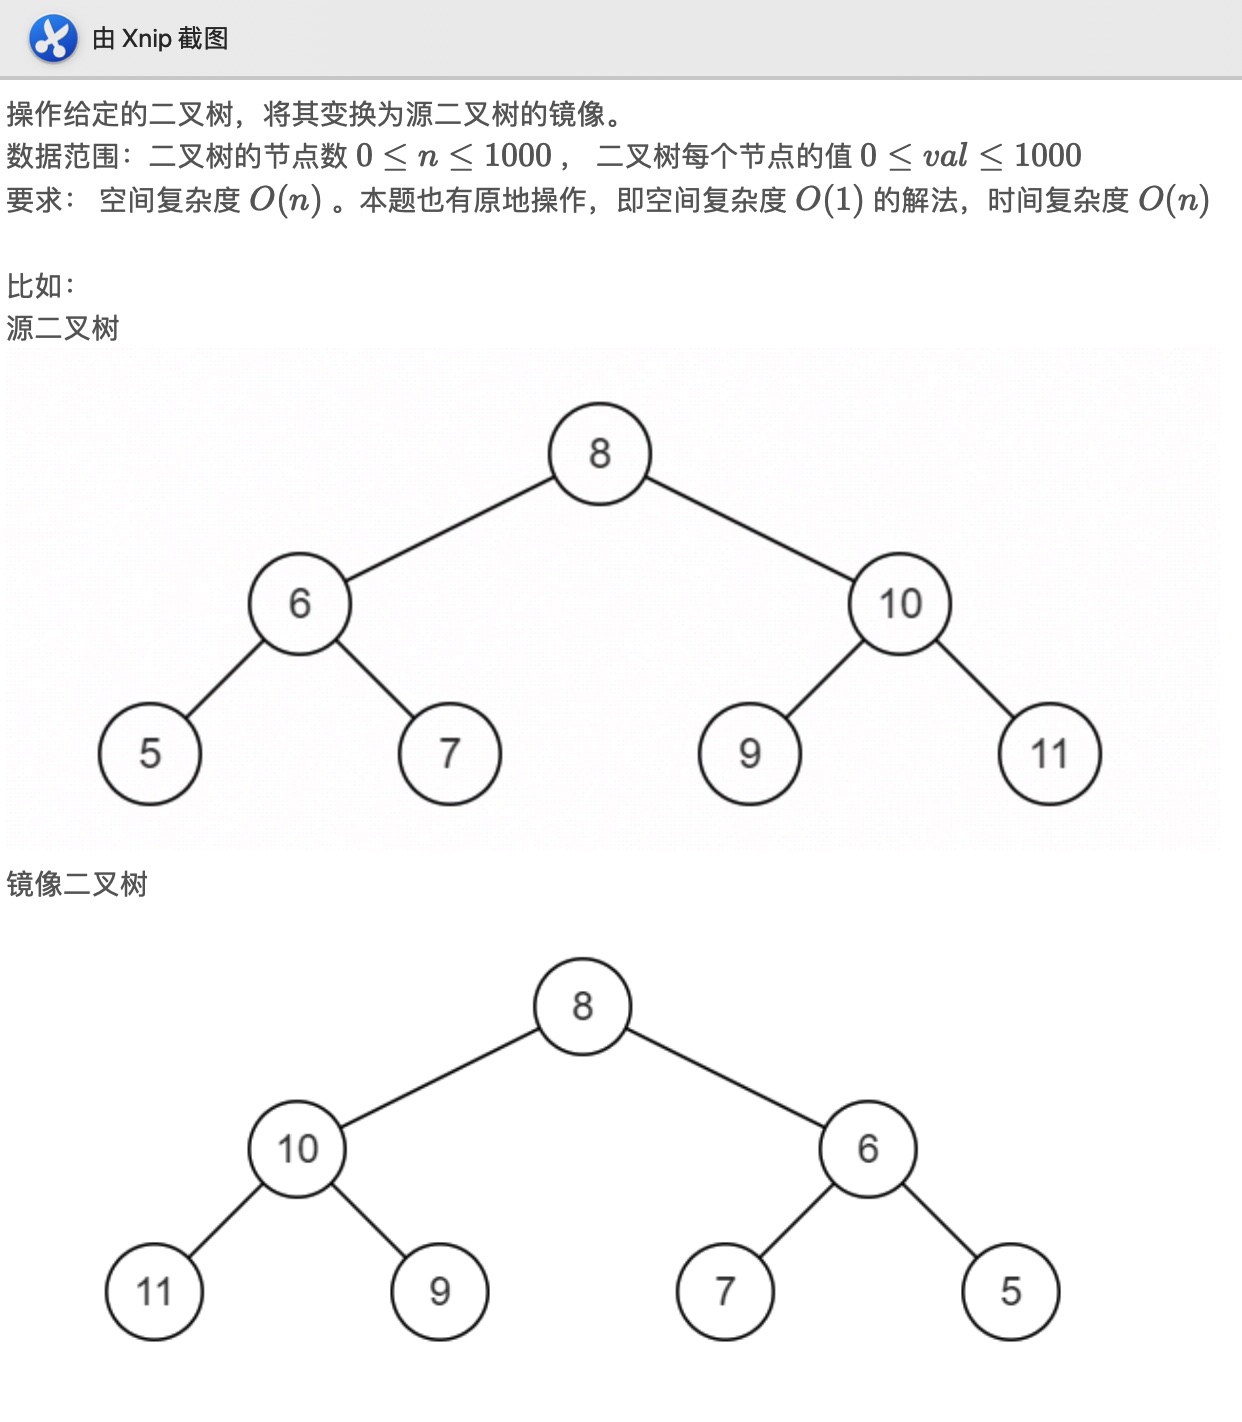 由 Xnip 截图
操作给定的二叉树，将其变换为源二叉树的镜像。
数据范围：二叉树的节点数 0 ≤ n ≤ 1000 ， 二叉树每个节点的值 0 ≤ val ≤ 1000
要求： 空间复杂度 O(n) 。本题也有原地操作，即空间复杂度 O(1) 的解法，时间复杂度 O(n)
比如：
源二叉树
8
6 10
5 7 9 11
镜像二叉树
8
10 6
11 9 7 5